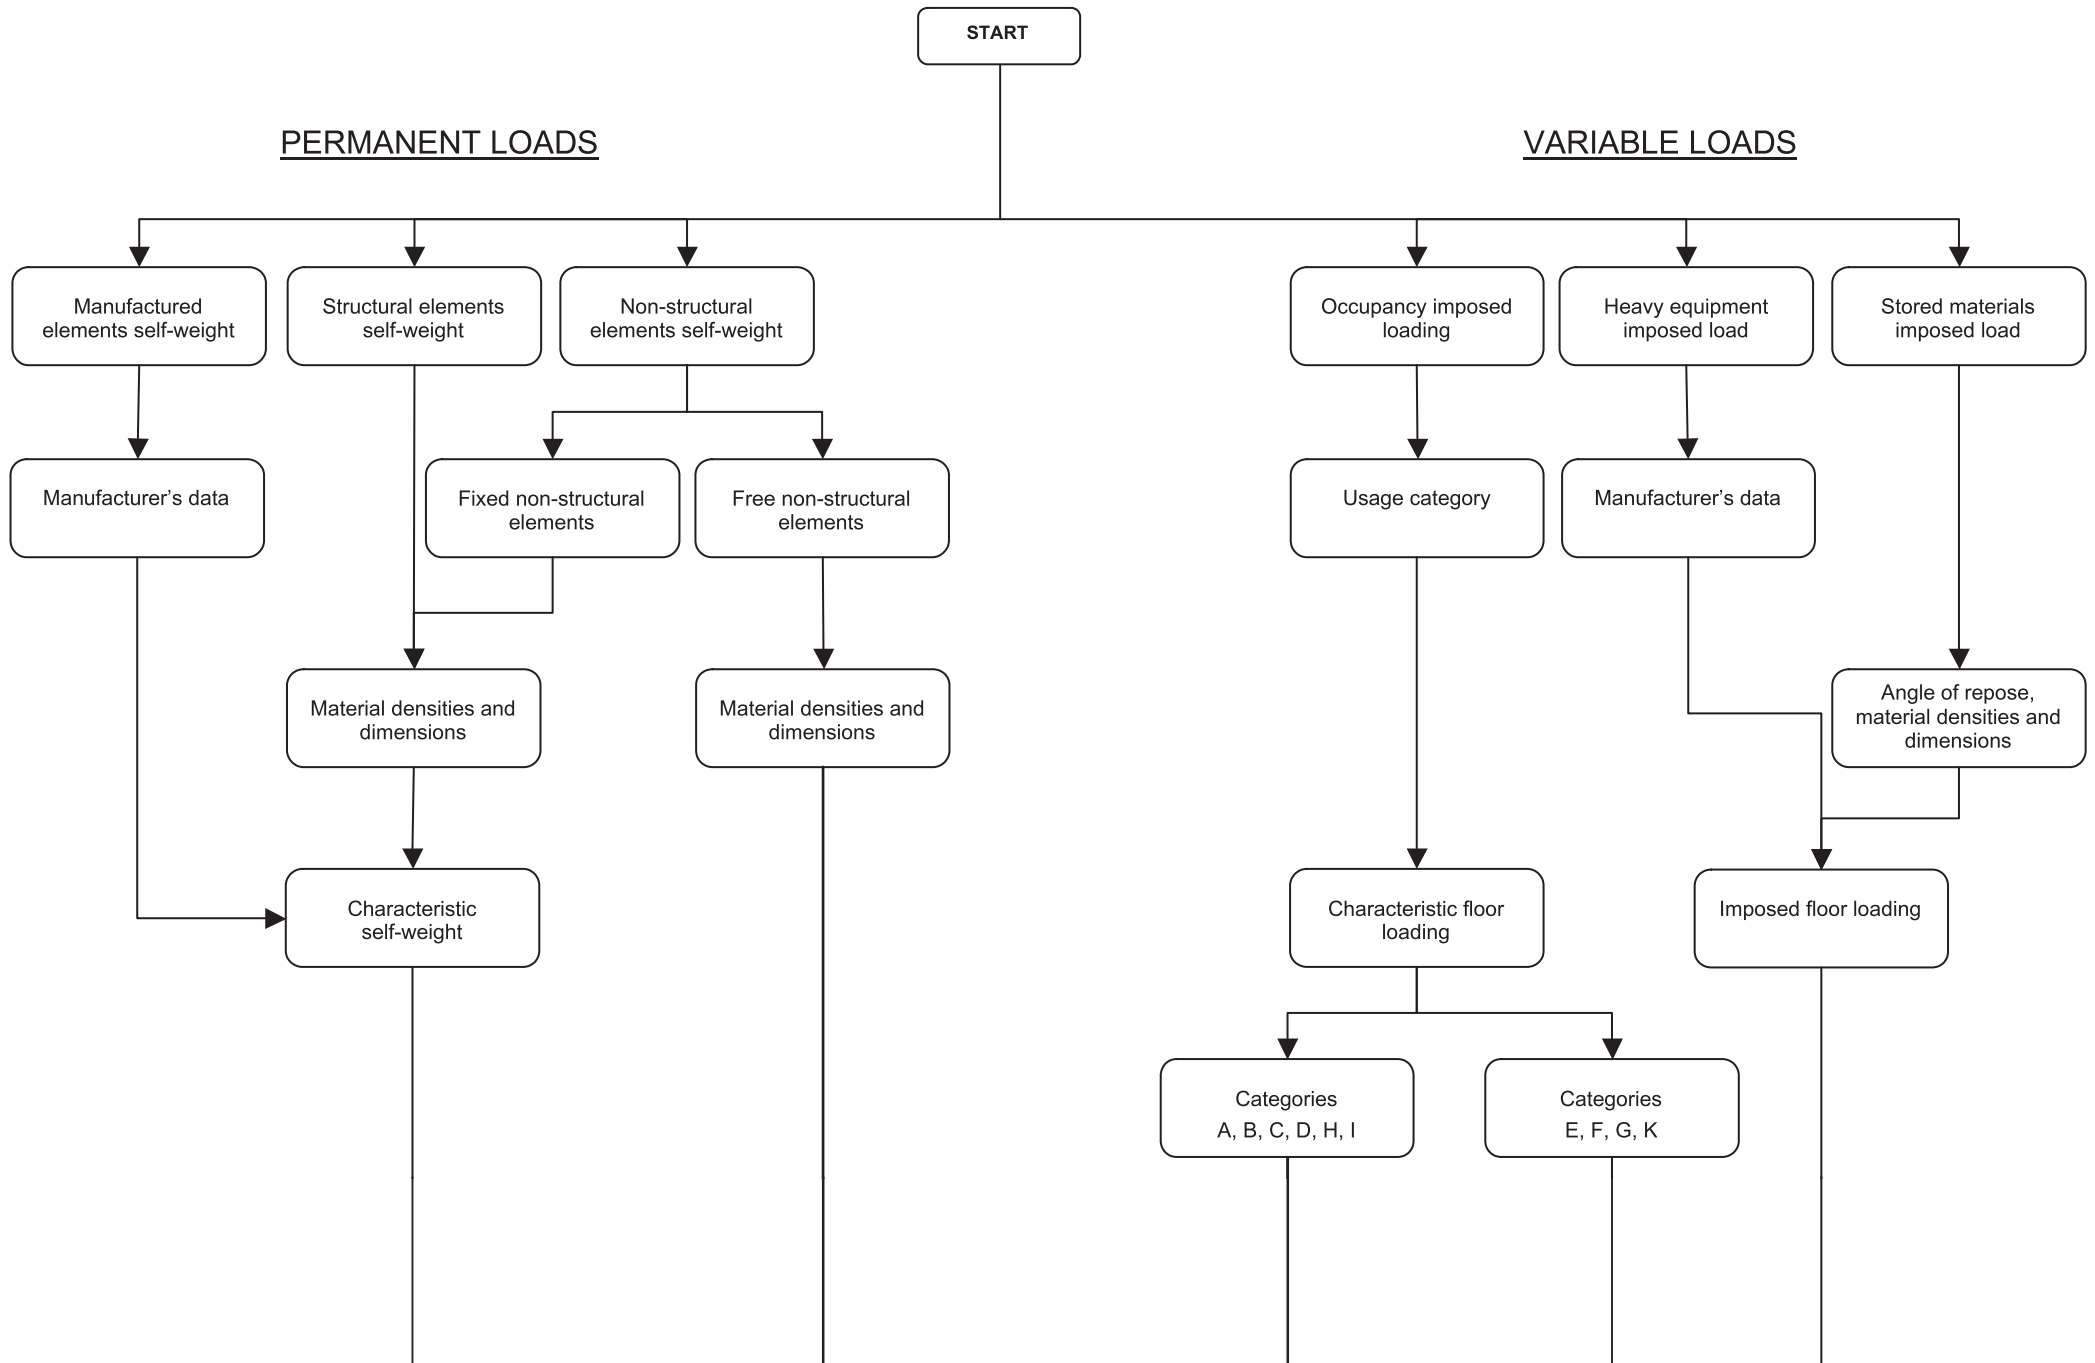 START
PERMANENT LOADS
VARIABLE LOADS
Manufactured
elements self-weight
Structural elements
self-weight
Non-structural
elements self-weight
Occupancy imposed
loading
Heavy equipment
imposed load
Stored materials
imposed load
Manufacturer’s data
Fixed non-structural
elements
Free non-structural
elements
Usage category
Manufacturer’s data
Material densities and
dimensions
Material densities and
dimensions
Angle of repose,
material densities and
dimensions
Characteristic
self-weight
Characteristic floor
loading
Imposed floor loading
Categories
A, B, C, D, H, I
Categories
E, F, G, K